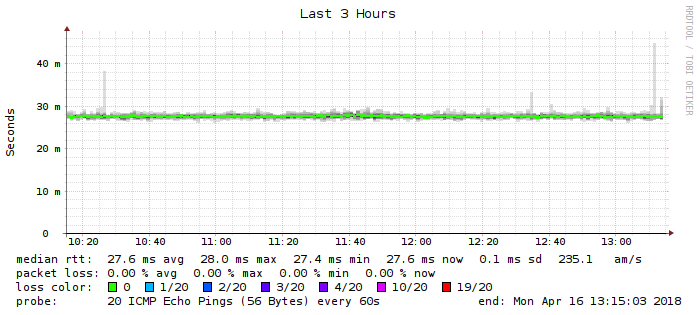 Last 3 Hours
RRDTOOL / TOBI OETIKER
Seconds
40 m
30 m
20 m
10 m
0
10:20 10:40 11:00 11:20 11:40 12:00 12:20 12:40 13:00
median rtt: 27.6 ms avg 28.0 ms max 27.4 ms min 27.6 ms now 0.1 ms sd 235.1 am/s
packet loss: 0.00 % avg 0.00 % max 0.00 % min 0.00 % now
loss color: 0 1/20 2/20 3/20 4/20 10/20 19/20
probe: 20 ICMP Echo Pings (56 Bytes) every 60s end: Mon Apr 16 13:15:03 2018